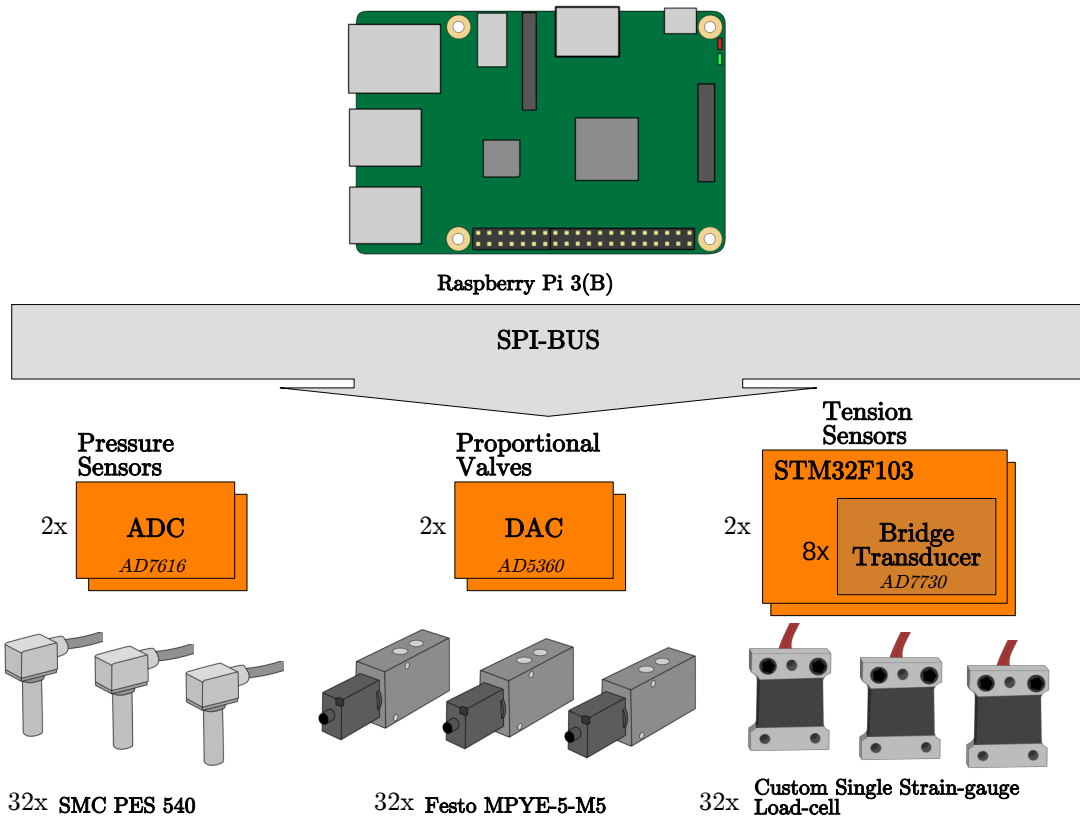 Raspberry Pi 3(B)
SPI-BUS
Pressure
Sensors
2x
ADC
AD7616
32x SMC PES 540
Proportional
Valves
2x
DAC
AD5360
32x Festo MPYE-5-M5
Tension
Sensors
2x
STM32F103
8x
Bridge
Transducer
AD7730
32x Custom Single Strain-gauge
Load-cell